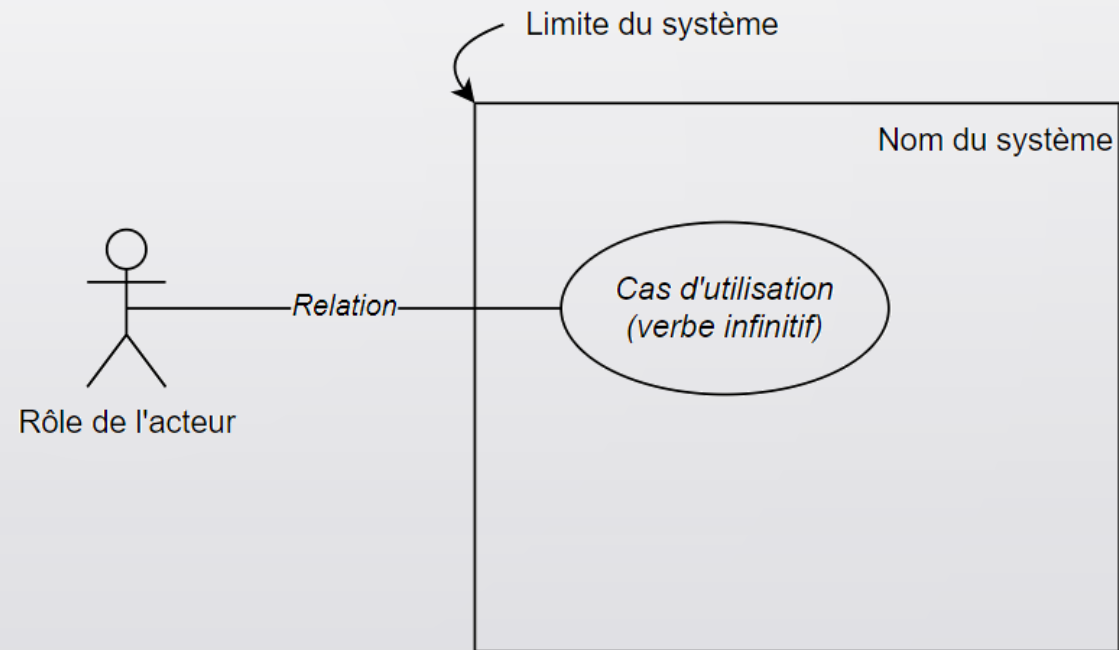 Limite du système
Nom du système
Relation
Cas d'utilisation
(verbe infinitif)
Rôle de l'acteur